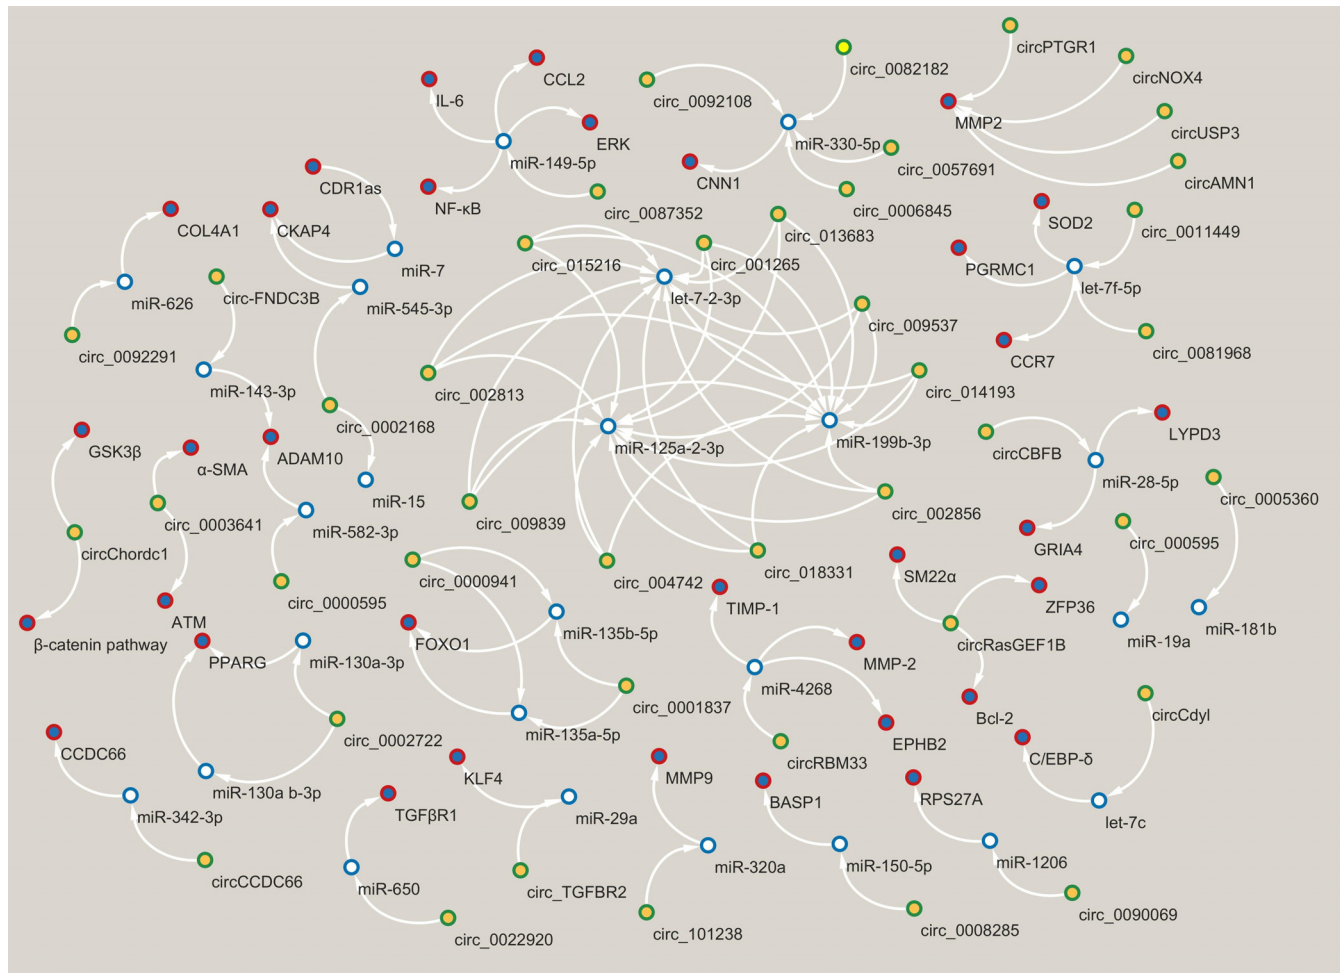 circPTGR1
circ_0082182
circNOX4
CCL2
IL-6
circ_0092108
MMP2
circUSP3
ERK
miR-330-5p
miR-149-5p
circ_0057691
CNN1
circAMN1
CDR1as
NF-κB
circ_0087352
circ_0006845
COL4A1
CKAP4
circ_013683
SOD2
circ_0011449
circ_015216
circ_001265
PGRMC1
miR-7
let-7-2-3p
let-7f-5p
miR-626
circ-FNDC3B
miR-545-3p
circ_009537
circ_0092291
CCR7
circ_0081968
miR-143-3p
circ_002813
circ_014193
circ_0002168
LYPD3
GSK3β
α-SMA
ADAM10
miR-125a-2-3p
miR-199b-3p
circCBFB
miR-28-5p
miR-15
circ_0005360
circ_0003641
circ_009839
circ_002856
miR-582-3p
circChordc1
GRIA4
circ_000595
circ_0000941
circ_004742
circ_018331
SM22α
circ_0000595
TIMP-1
ZFP36
ATM
miR-135b-5p
miR-181b
β-catenin pathway
FOXO1
circRasGEF1B
miR-19a
PPARG
miR-130a-3p
MMP-2
miR-4268
circ_0001837
Bcl-2
circCdyl
circ_0002722
miR-135a-5p
EPHB2
CCDC66
C/EBP-δ
circRBM33
KLF4
MMP9
miR-130a b-3p
BASP1
RPS27A
miR-342-3p
TGFβR1
miR-29a
let-7c
miR-320a
miR-150-5p
miR-1206
circCCDC66
miR-650
circ_TGFBR2
circ_0090069
circ_0022920
circ_101238
circ_0008285